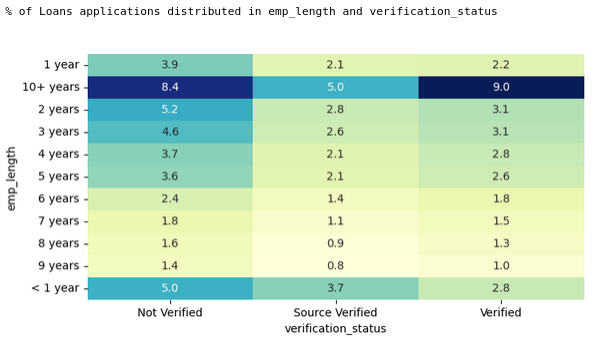 % of Loans applications distributed in emp_length and verification_status
1 year 3.9 2.1 2.2
10+ years 8.4 5.0 9.0
2 years 5.2 2.8 3.1
3 years 4.6 2.6 3.1
4 years 3.7 2.1 2.8
5 years 3.6 2.1 2.6
6 years 2.4 1.4 1.8
7 years 1.8 1.1 1.5
8 years 1.6 0.9 1.3
9 years 1.4 0.8 1.0
< 1 year 5.0 3.7 2.8
emp_length
Not Verified Source Verified Verified
verification_status